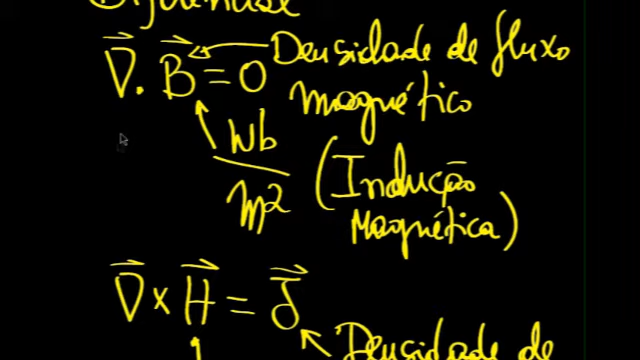 ∇⃗ · B⃗ = 0 Densidade de fluxo
magnético
Wb
m² (Indução
Magnética)
∇⃗ × H⃗ = J⃗
Densidade de